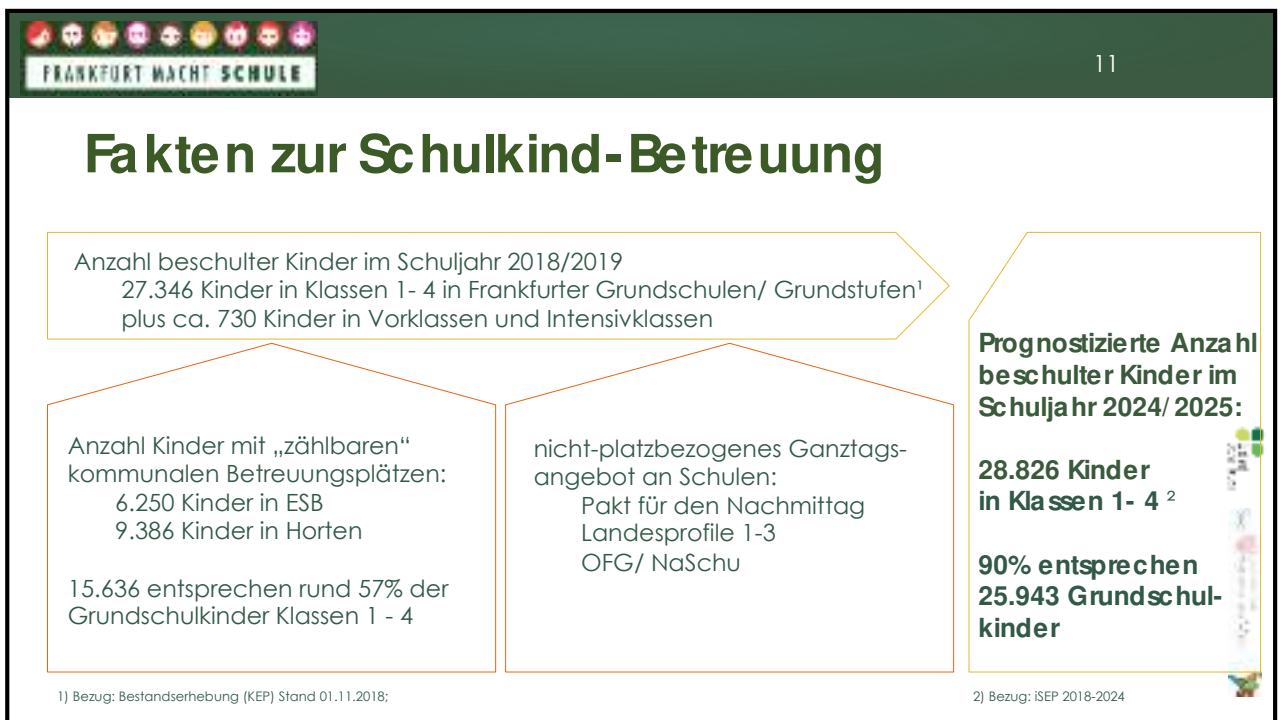 FRANKFURT MACHT SCHULE
11
Fakten zur Schulkind-Betreuung
Anzahl beschulter Kinder im Schuljahr 2018/2019
27.346 Kinder in Klassen 1- 4 in Frankfurter Grundschulen/ Grundstufen¹
plus ca. 730 Kinder in Vorklassen und Intensivklassen
Anzahl Kinder mit „zählbaren“
kommunalen Betreuungsplätzen:
6.250 Kinder in ESB
9.386 Kinder in Horten
15.636 entsprechen rund 57% der
Grundschulkinder Klassen 1 - 4
nicht-platzbezogenes Ganztags-
angebot an Schulen:
Pakt für den Nachmittag
Landesprofile 1-3
OFG/ NaSchu
Prognostizierte Anzahl
beschulter Kinder im
Schuljahr 2024/2025:
28.826 Kinder
in Klassen 1- 4 ²
90% entsprechen
25.943 Grundschul-
kinder
1) Bezug: Bestandserhebung (KEP) Stand 01.11.2018;
2) Bezug: iSEP 2018-2024